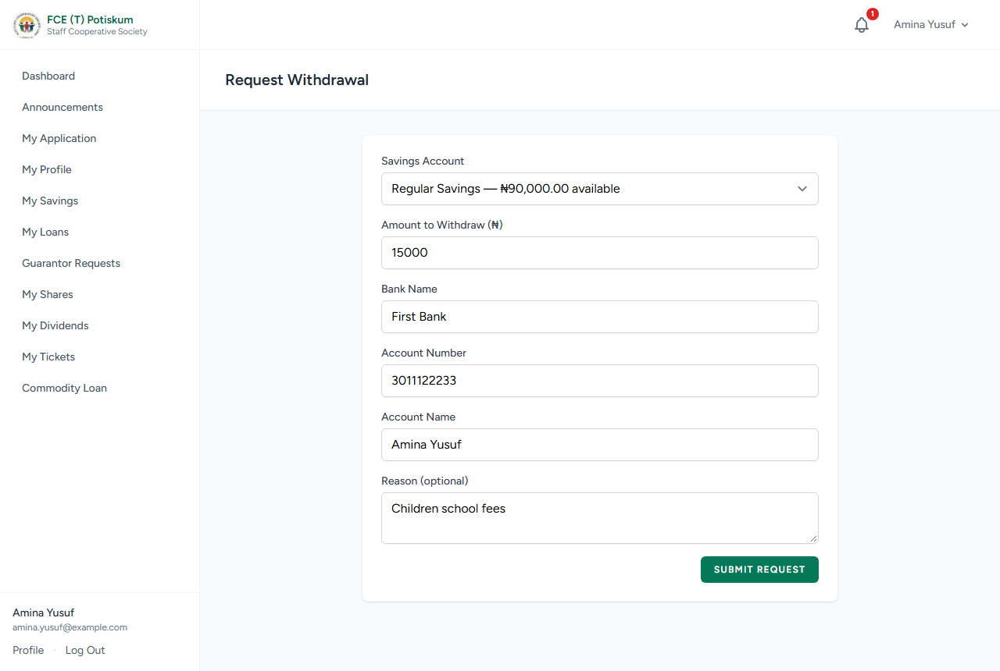 FCE (T) Potiskum
Staff Cooperative Society
1
Amina Yusuf
Dashboard
Announcements
My Application
My Profile
My Savings
My Loans
Guarantor Requests
My Shares
My Dividends
My Tickets
Commodity Loan
Amina Yusuf
amina.yusuf@example.com
Profile · Log Out
Request Withdrawal
Savings Account
Regular Savings — ₦90,000.00 available
Amount to Withdraw (₦)
15000
Bank Name
First Bank
Account Number
3011122233
Account Name
Amina Yusuf
Reason (optional)
Children school fees
SUBMIT REQUEST